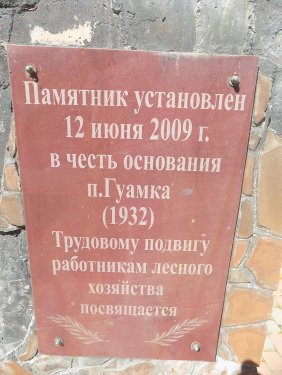 Памятник установлен
12 июня 2009 г.
в честь основания
п.Гуамка
(1932)
Трудовому подвигу
работникам лесного
хозяйства
посвящается